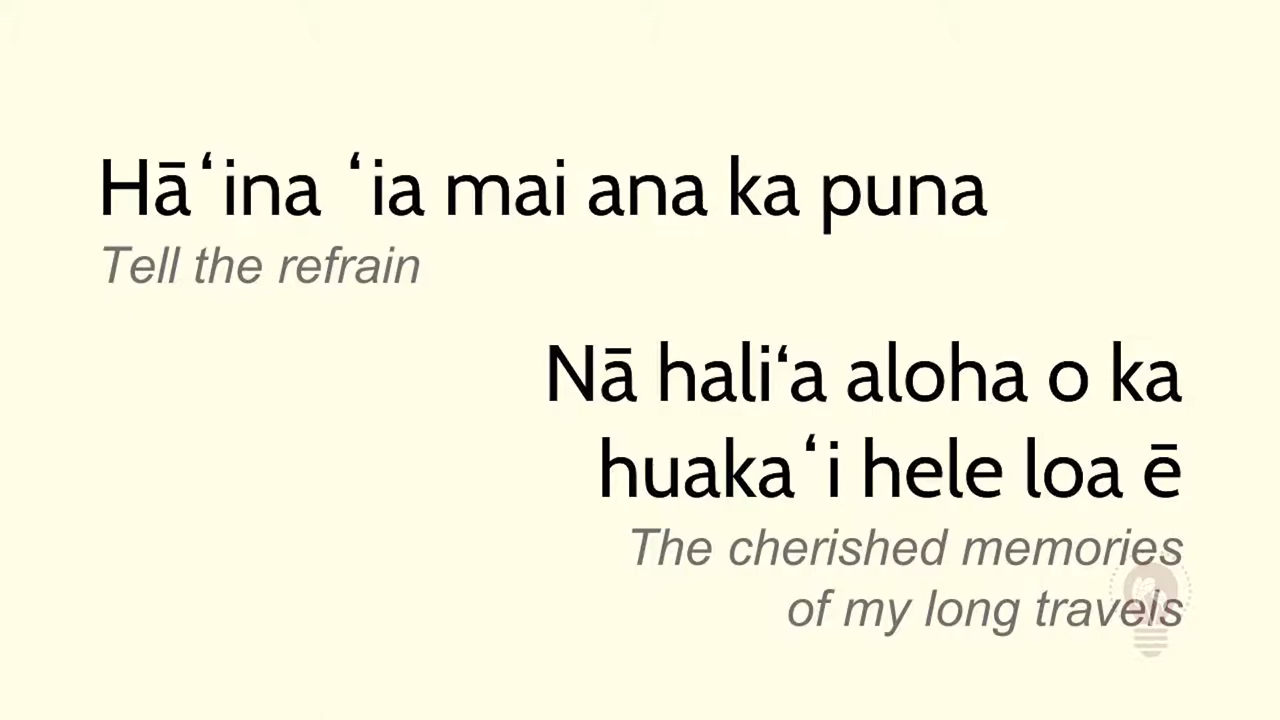 Hāʻina ʻia mai ana ka puna
Tell the refrain
Nā haliʻa aloha o ka
huakaʻi hele loa ē
The cherished memories
of my long travels